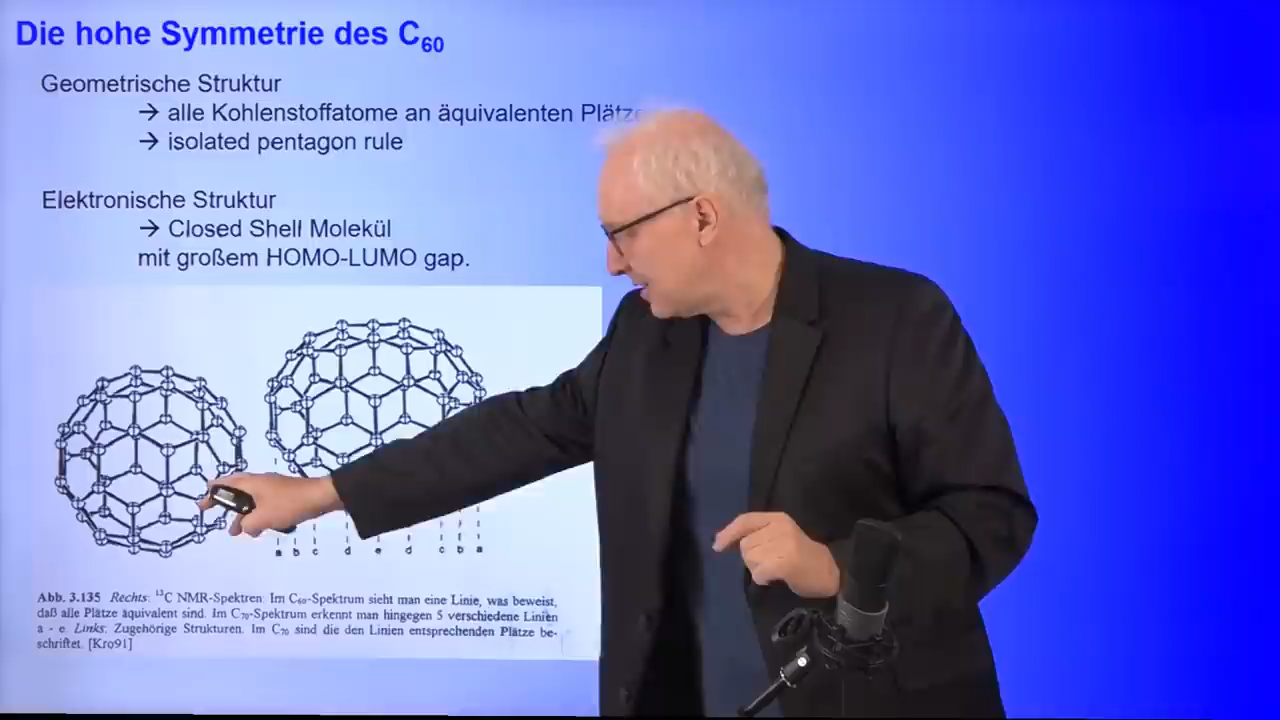 Die hohe Symmetrie des C60
Geometrische Struktur
→ alle Kohlenstoffatome an äquivalenten Plätze
→ isolated pentagon rule
Elektronische Struktur
→ Closed Shell Molekül
mit großem HOMO-LUMO gap.
a b c d e d c b a
Abb. 3.135 Rechts: 13C NMR-Spektren: Im C60-Spektrum sieht man eine Linie, was beweist,
daß alle Plätze äquivalent sind. Im C70-Spektrum erkennt man hingegen 5 verschiedene Linien
a - e. Links: Zugehörige Strukturen. Im C70 sind die den Linien entsprechenden Plätze be-
schriftet. [Kro91]